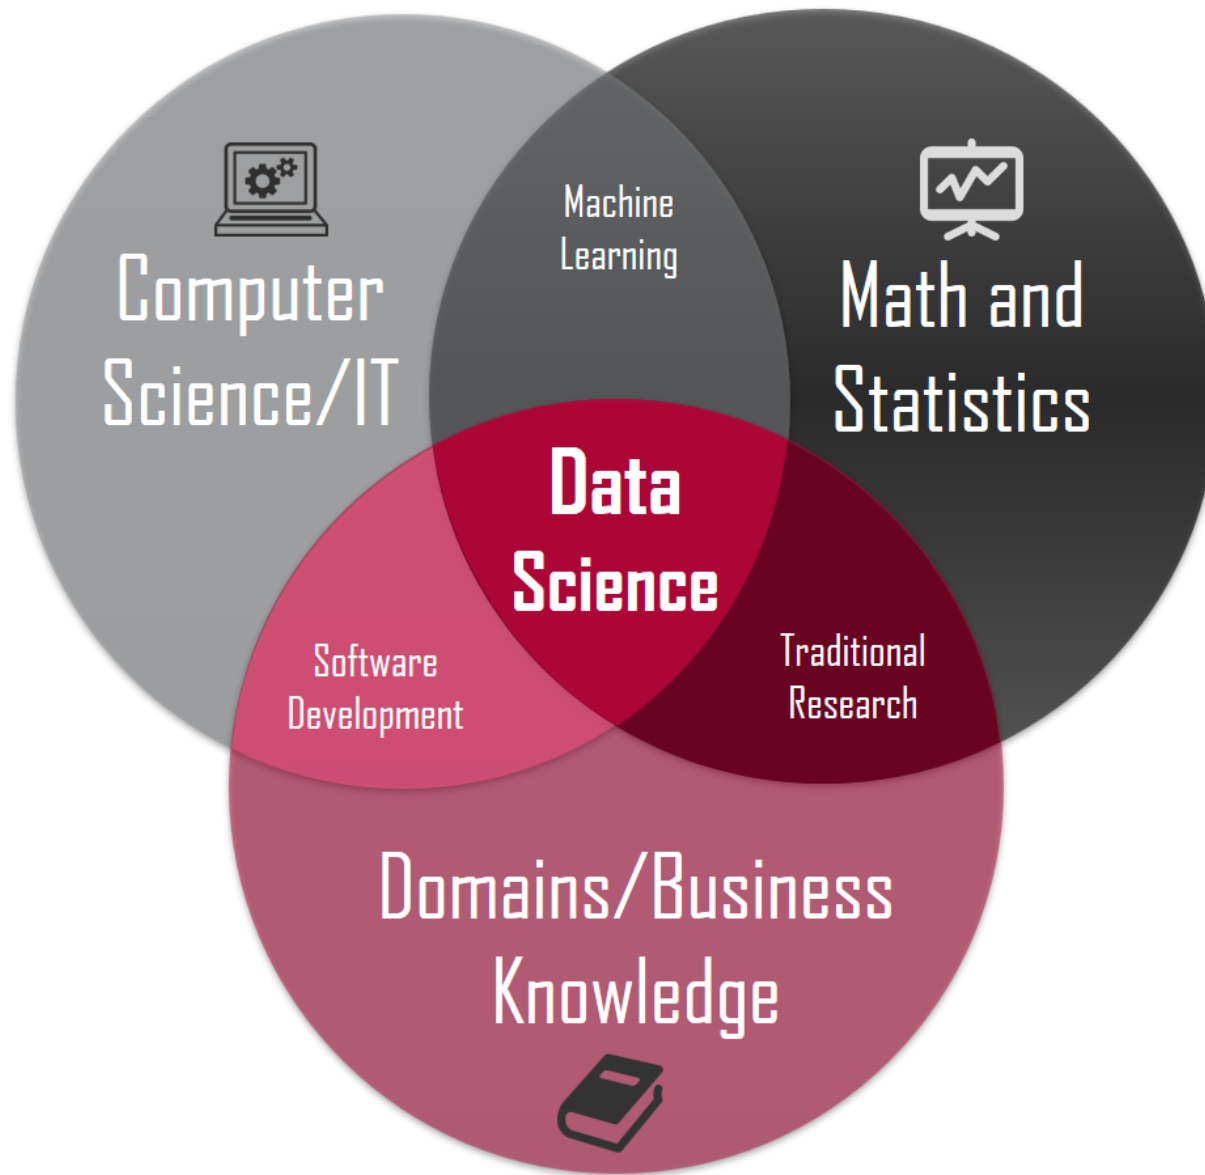 Machine
Learning
Computer
Science/IT
Math and
Statistics
Data
Science
Software
Development
Traditional
Research
Domains/Business
Knowledge